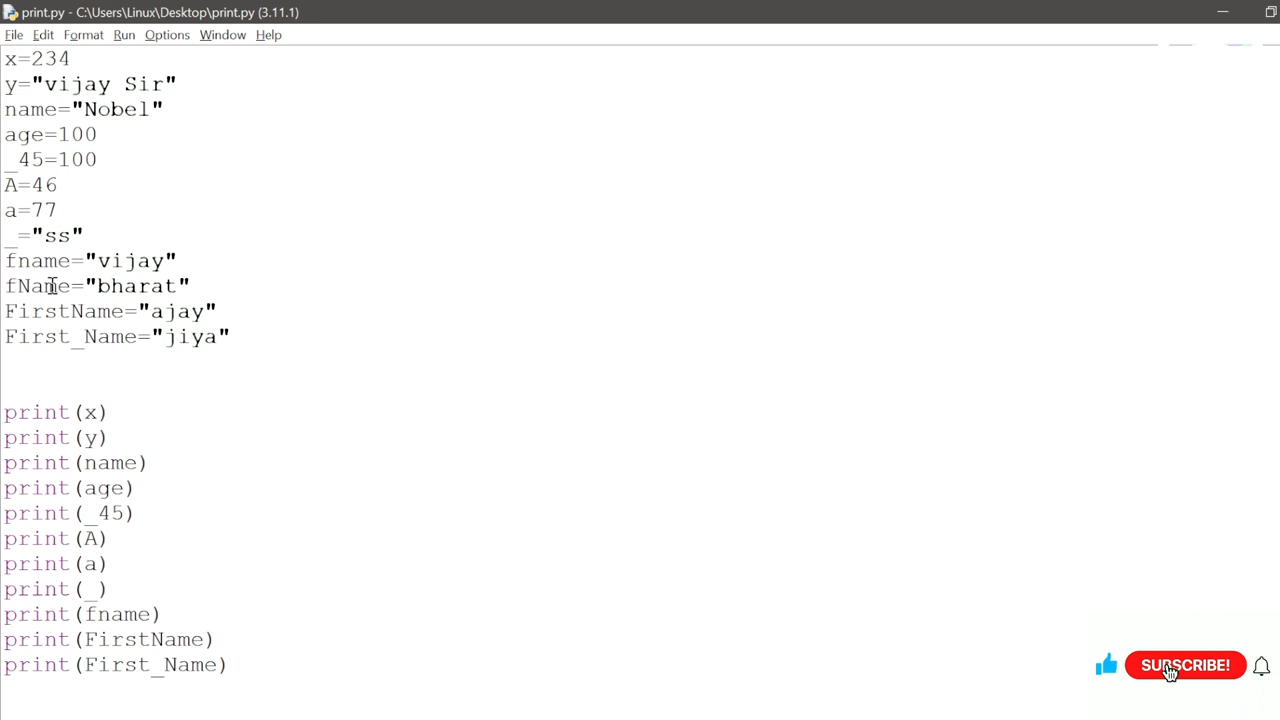 print.py - C:\Users\Linux\Desktop\print.py (3.11.1)
File Edit Format Run Options Window Help
x=234
y="vijay Sir"
name="Nobel"
age=100
_45=100
A=46
a=77
_="ss"
fname="vijay"
fName="bharat"
FirstName="ajay"
First_Name="jiya"
print(x)
print(y)
print(name)
print(age)
print(_45)
print(A)
print(a)
print(_)
print(fname)
print(FirstName)
print(First_Name)
SUBSCRIBE!